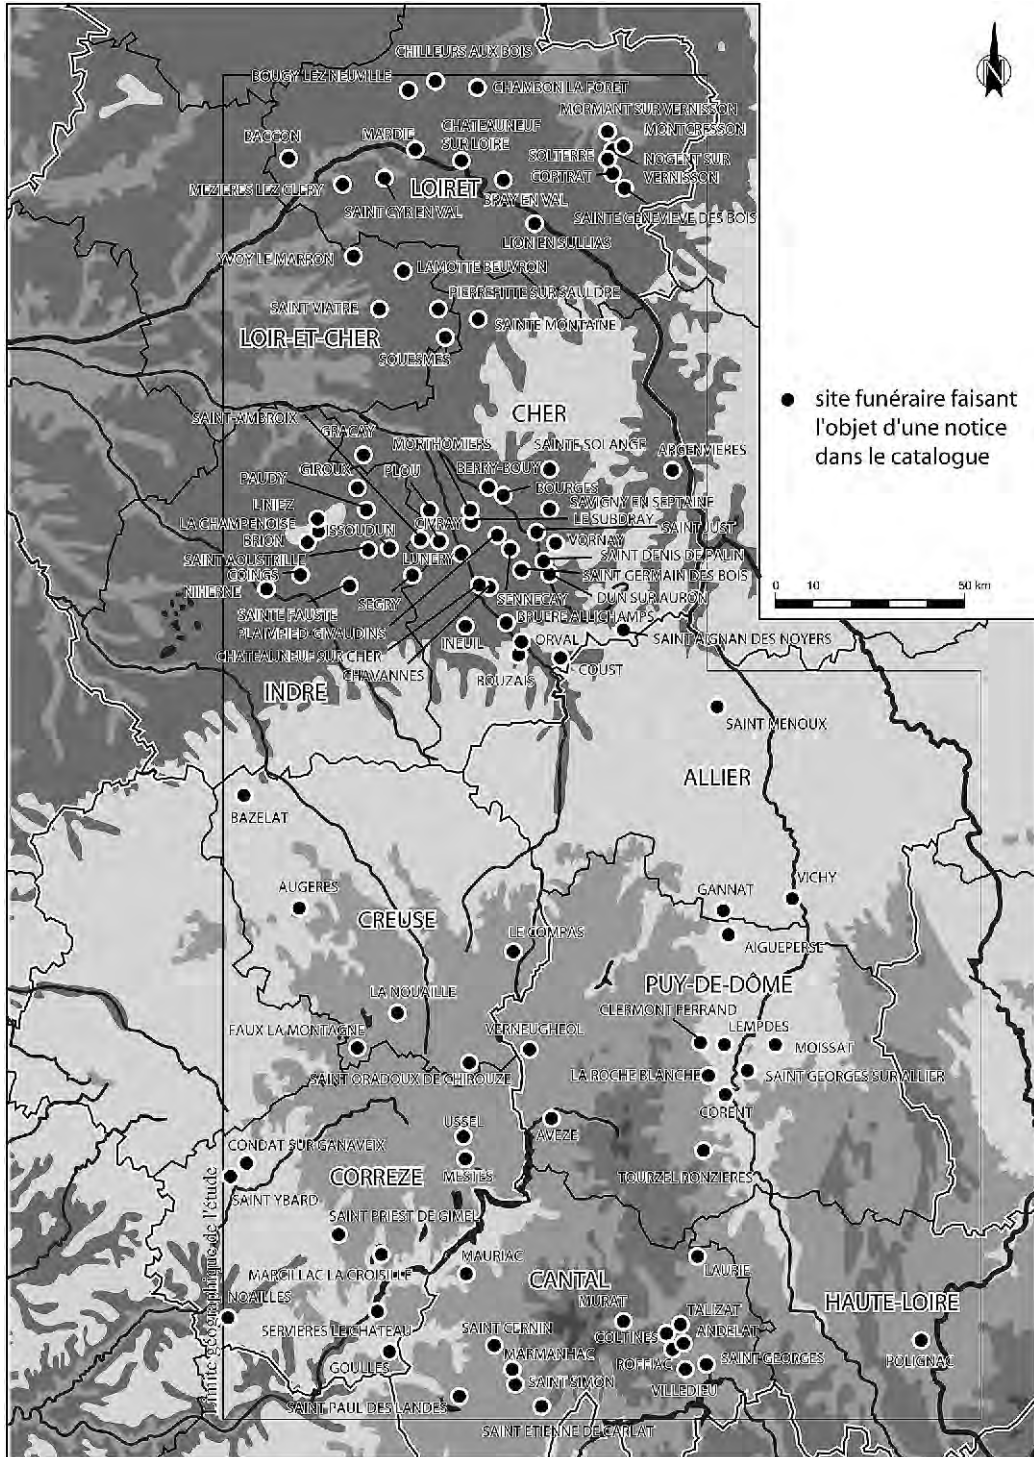 CHILLEURS AUX BOIS
BOUGY LEZ NEUVILLE
CHAMBON LA FORET
MORMANT SUR VERNISSON
MONTCRESSON
BACCON
MARDIE
CHATEAUNEUF
SUR LOIRE
SOLTERRE
NOGENT SUR
VERNISSON
CORTRAT
MEZIERES LEZ CLERY
LOIRET
BRAY EN VAL
SAINT CYR EN VAL
SAINTE GENEVIEVE DES BOIS
LION EN SULLIAS
YVOY LE MARRON
LAMOTTE BEUVRON
PIERREFITTE SUR SAULDRE
SAINT VIATRE
SAINTE MONTAINE
LOIR-ET-CHER
SOUESMES
site funéraire faisant
l'objet d'une notice
dans le catalogue
SAINT-AMBROIX
CHER
GRACAY
MORTHOMIERS
SAINTE SOLANGE
ARGENVIERES
GIROUX
PLOU
BERRY-BOUY
PAUDY
BOURGES
LINIEZ
SAVIGNY EN SEPTAINE
LA CHAMPENOISE
ISSOUDUN
CIVRAY
LE SUBDRAY
SAINT JUST
BRION
VORNAY
SAINT AOUSTRILLE
LUNERY
SAINT DENIS DE PALIN
COINGS
SAINT GERMAIN DES BOIS
NIHERNE
SEGRY
SENNECAY
DUN SUR AURON
SAINTE FAUSTE
BRUERE ALLICHAMPS
PLAIMPIED-GIVAUDINS
INEUIL
ORVAL
SAINT AIGNAN DES NOYERS
CHATEAUNEUF SUR CHER
CHAVANNES
BOUZAIS
COUST
0 10 50 km
INDRE
SAINT MENOUX
ALLIER
BAZELAT
AUGERES
GANNAT
VICHY
CREUSE
LE COMPAS
AIGUEPERSE
PUY-DE-DÔME
LA NOUAILLE
CLERMONT FERRAND
FAUX LA MONTAGNE
VERNEUGHEOL
LEMPDES
MOISSAT
SAINT ORADOUX DE CHIROUZE
LA ROCHE BLANCHE
SAINT GEORGES SUR ALLIER
CORENT
USSEL
AVEZE
CONDAT SUR GANAVEIX
CORREZE
MESTES
TOURZEL RONZIERES
SAINT YBARD
Limite géographique de l'étude
SAINT PRIEST DE GIMEL
MAURIAC
LAURIE
MARCILLAC LA CROISILLE
CANTAL
NOAILLES
MURAT
TALIZAT
HAUTE-LOIRE
SERVIERES LE CHATEAU
SAINT CERNIN
COLTINES
ANDELAT
GOULLES
MARMANHAC
ROFFIAC
SAINT GEORGES
POLIGNAC
SAINT SIMON
VILLEDIEU
SAINT PAUL DES LANDES
SAINT ETIENNE DE CARLAT
N